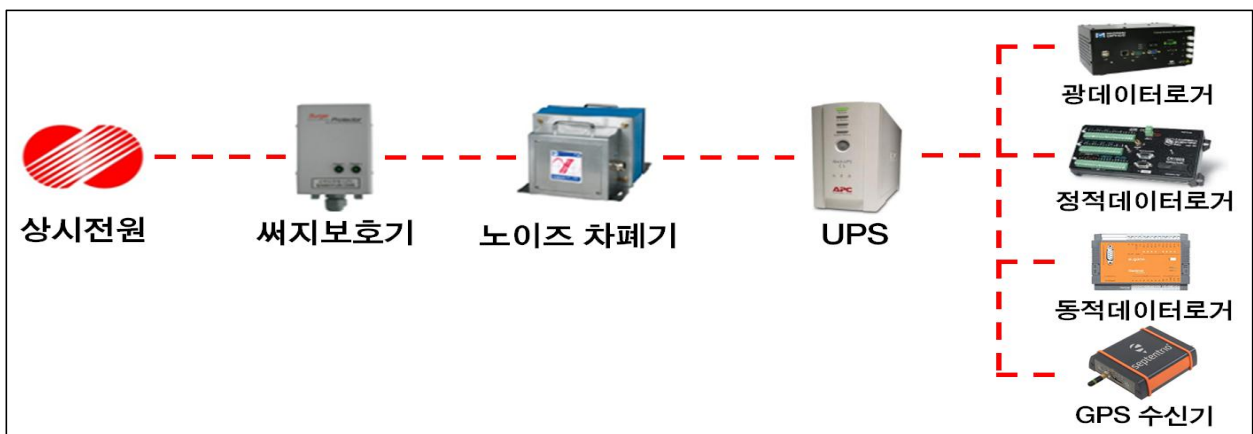 상시전원
써지보호기
노이즈 차폐기
UPS
APC
광데이터로거
정적데이터로거
동적데이터로거
septentrio
GPS 수신기